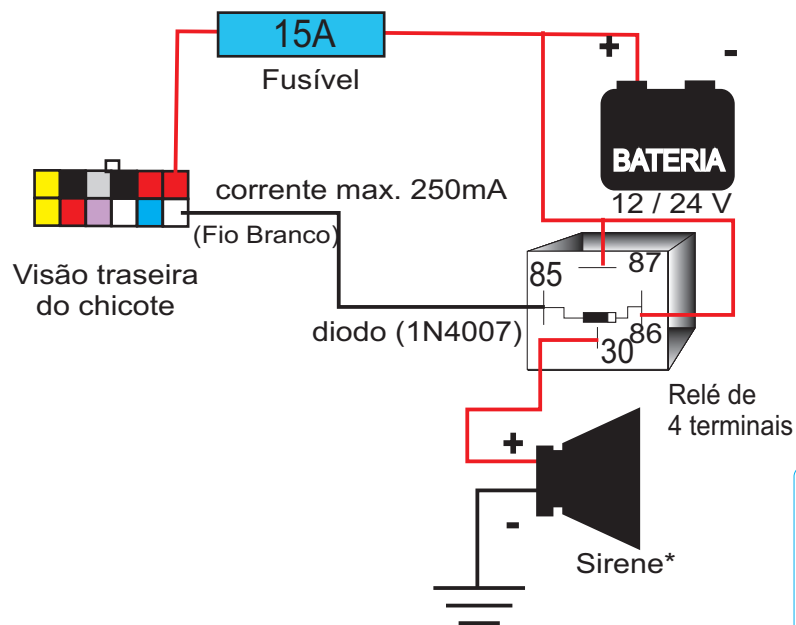 15A
Fusível
+
-
BATERIA
12 / 24 V
corrente max. 250mA
(Fio Branco)
Visão traseira
do chicote
87
85
86
diodo (1N4007)
30
Relé de
4 terminais
+
-
Sirene*